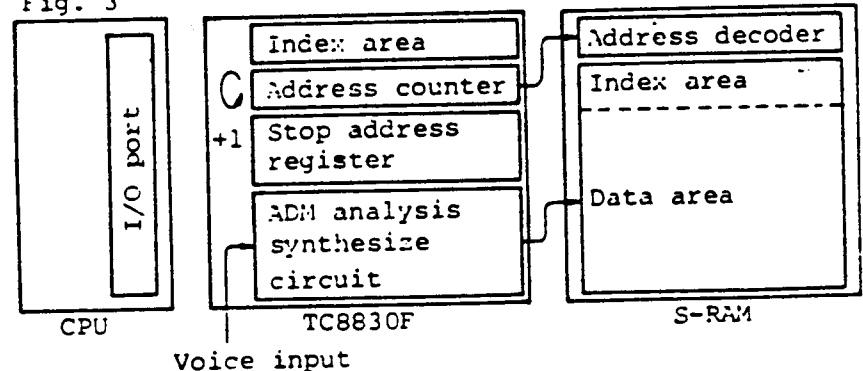 Fig. 3
I/O port
CPU
Index area
Address counter
+1
Stop address
register
ADM analysis
synthesize
circuit
TC8830F
Voice input
Address decoder
Index area
Data area
S-RAM